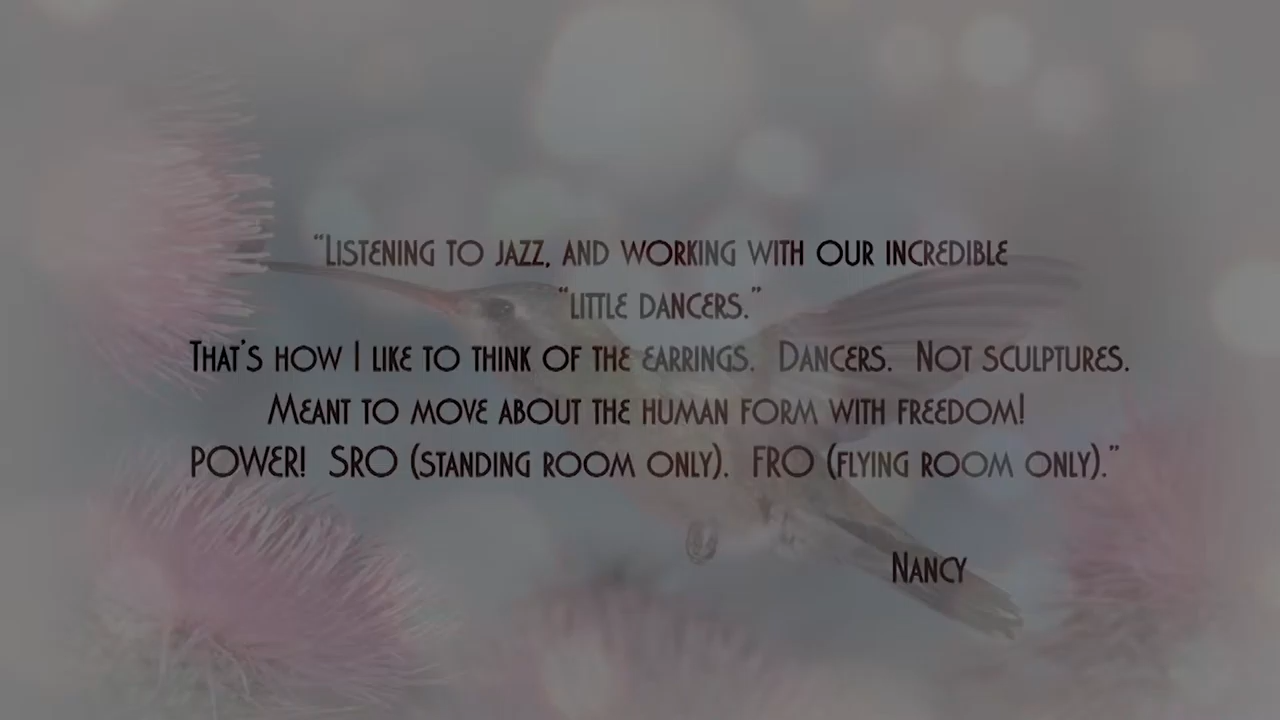 “Listening to jazz, and working with our incredible
“little dancers.”
That’s how I like to think of the earrings.  Dancers.  Not sculptures.
Meant to move about the human form with freedom!
POWER!  SRO (standing room only).  FRO (flying room only).”
Nancy